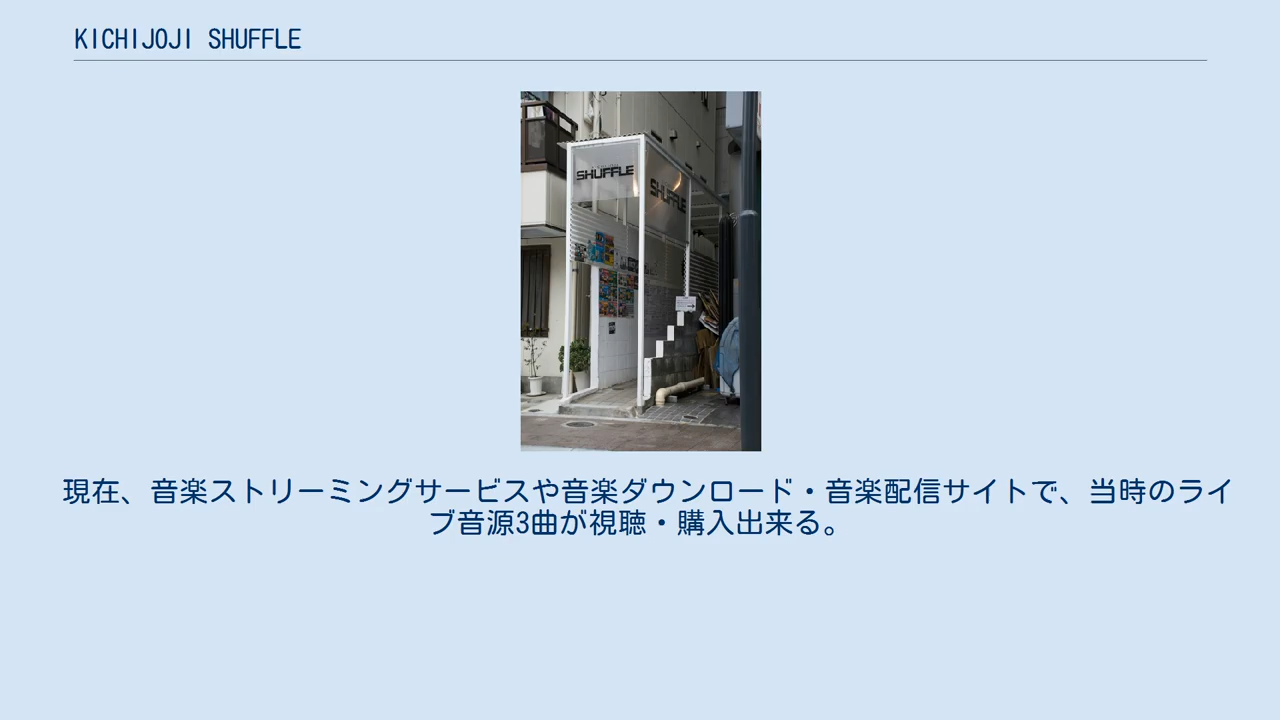 KICHIJOJI SHUFFLE
SHUFFLE
SHUFFLE
現在、音楽ストリーミングサービスや音楽ダウンロード・音楽配信サイトで、当時のライ
ブ音源3曲が視聴・購入出来る。